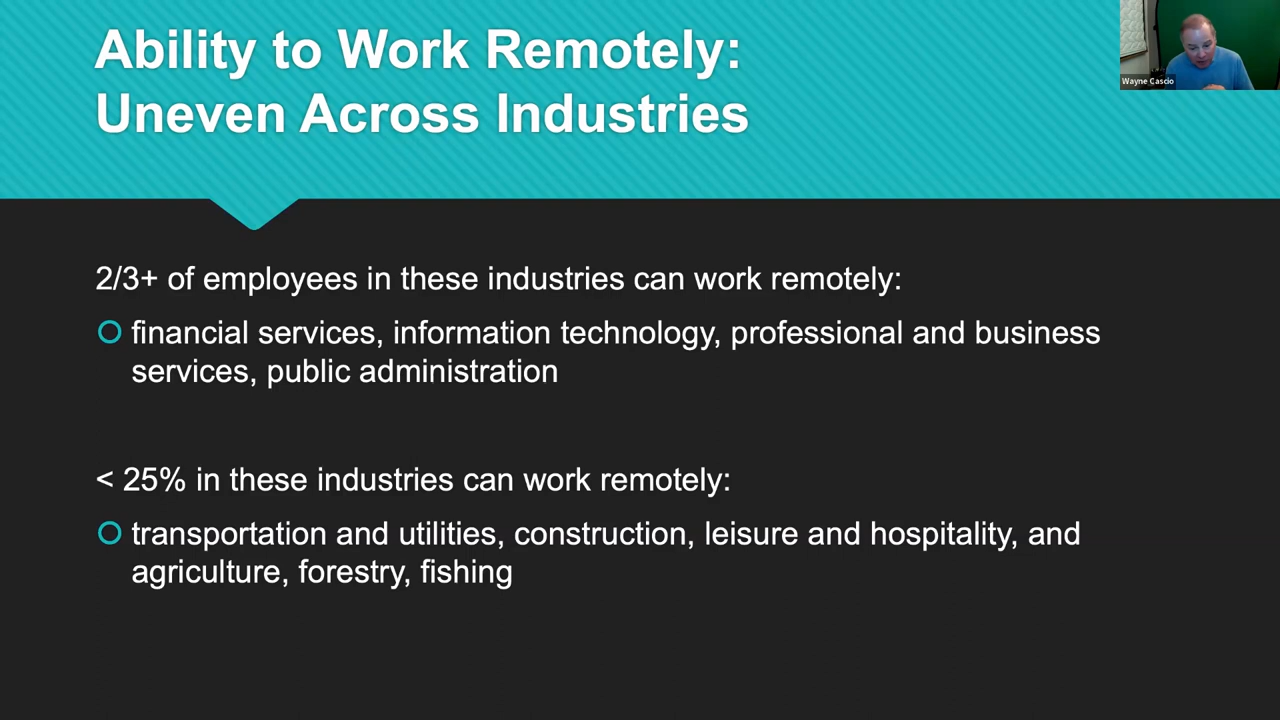 Ability to Work Remotely:
Uneven Across Industries
Wayne Cascio
2/3+ of employees in these industries can work remotely:
financial services, information technology, professional and business
services, public administration
< 25% in these industries can work remotely:
transportation and utilities, construction, leisure and hospitality, and
agriculture, forestry, fishing